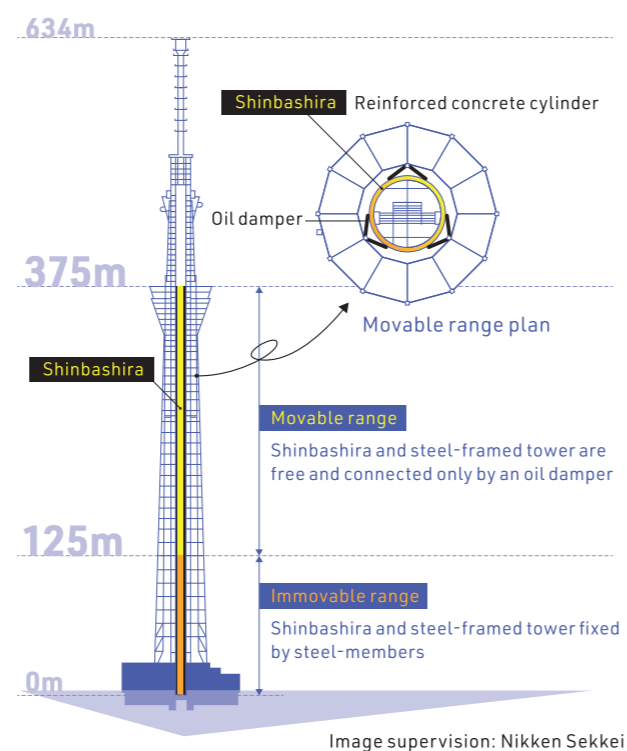 634m
Shinbashira
Reinforced concrete cylinder
Oil damper
375m
Movable range plan
Shinbashira
Movable range
Shinbashira and steel-framed tower are
free and connected only by an oil damper
125m
Immovable range
Shinbashira and steel-framed tower fixed
by steel-members
0m
Image supervision: Nikken Sekkei